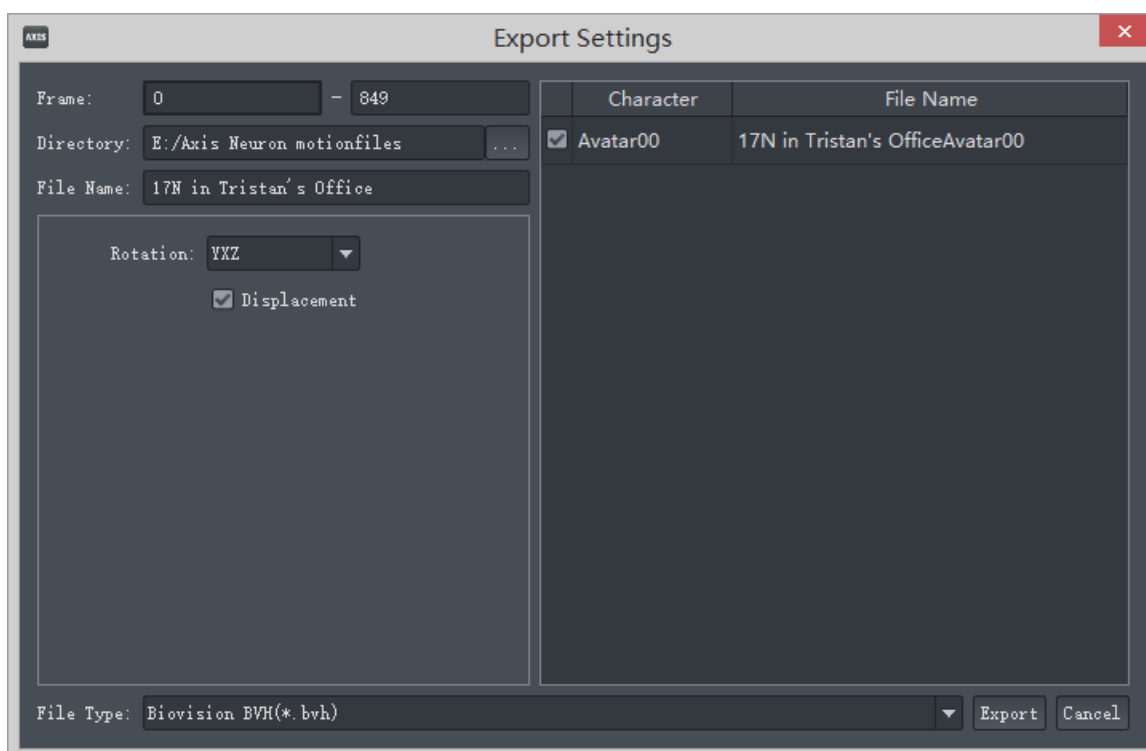 AXIS
Export Settings
Frame: 0 - 849
Directory: E:/Axis Neuron motionfiles ...
File Name: 17N in Tristan's Office
Rotation: YXZ
Displacement
Character File Name
Avatar00 17N in Tristan's OfficeAvatar00
File Type: Biovision BVH(*.bvh) Export Cancel